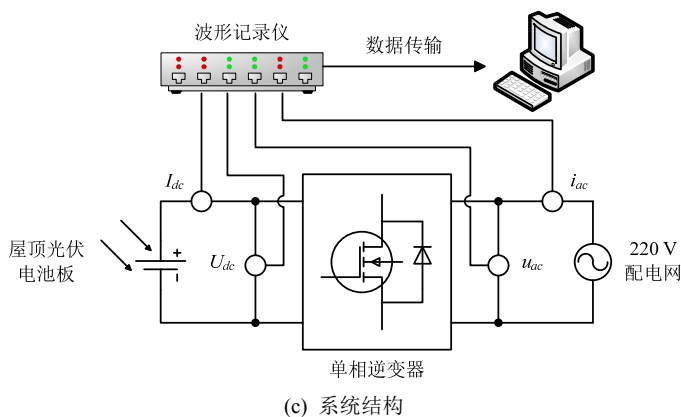 波形记录仪
数据传输
I_dc
i_ac
屋顶光伏
电池板
+
U_dc
u_ac
220 V
配电网
单相逆变器
(c) 系统结构